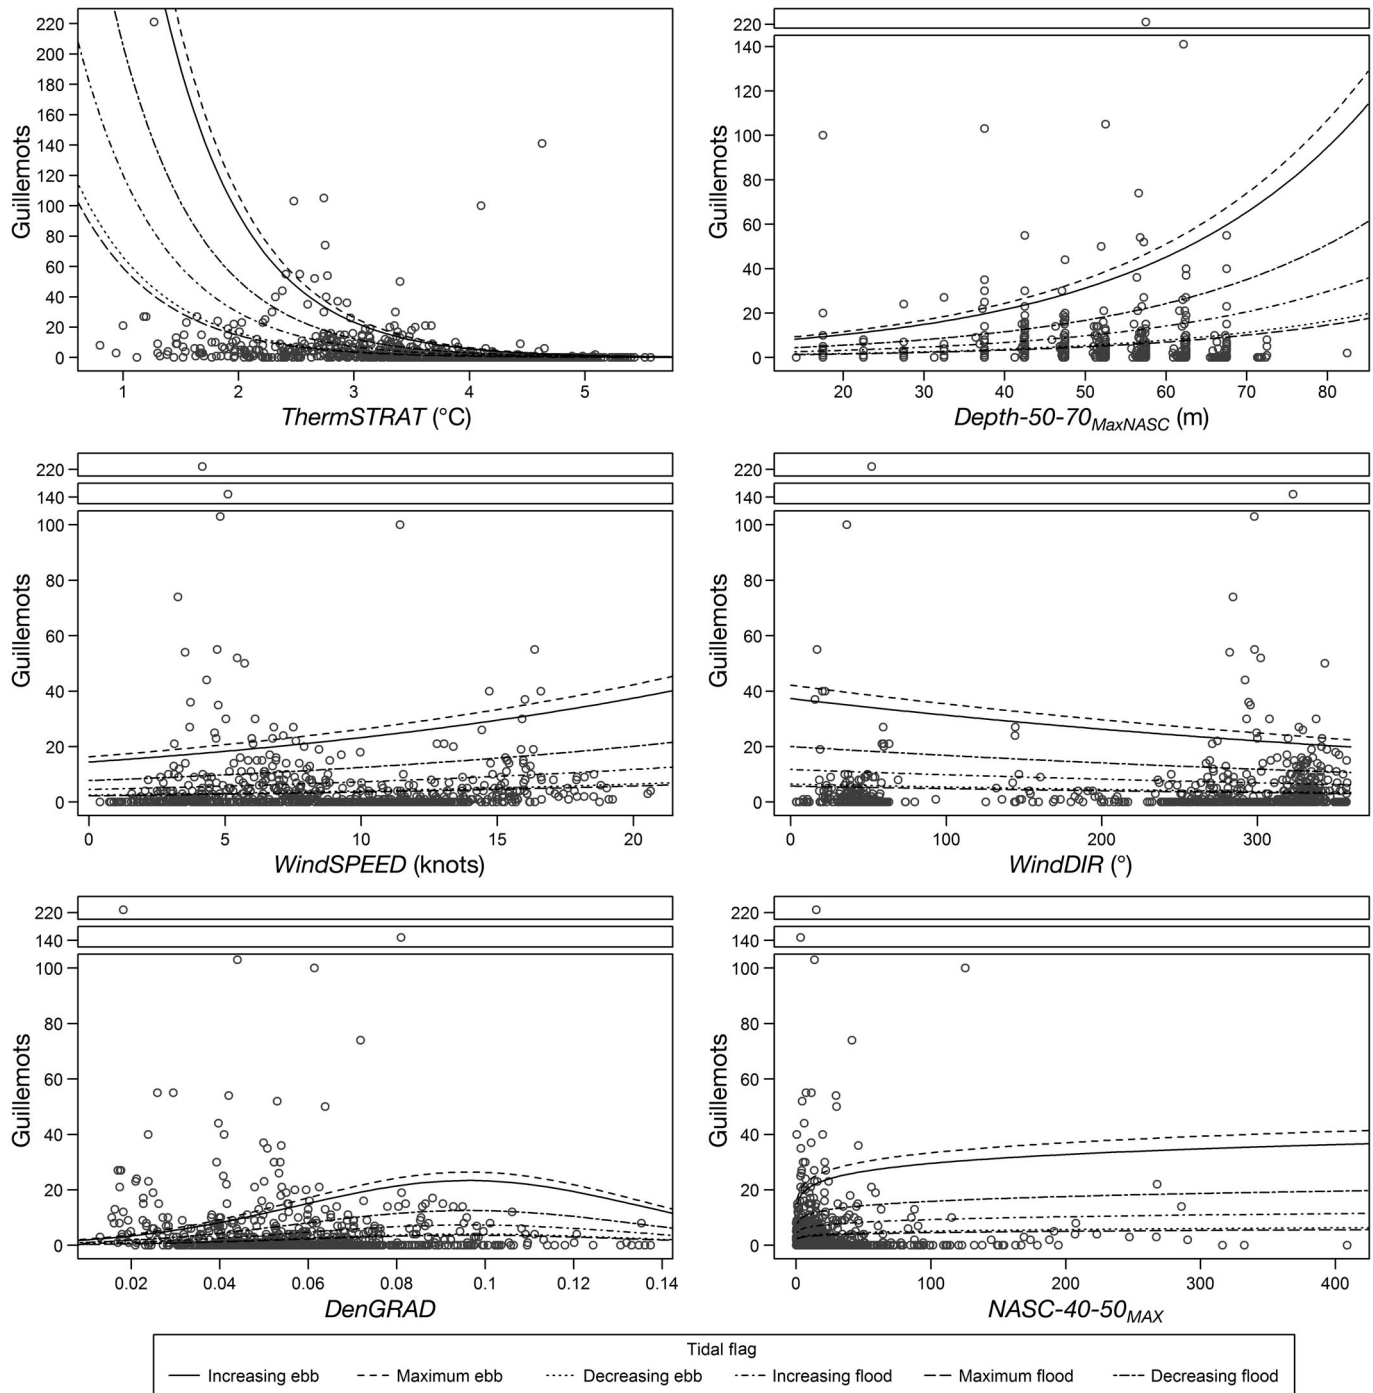 220
200
180
160
140
120
100
80
60
40
20
0
Guillemots
1 2 3 4 5
ThermSTRAT (°C)
220
140
120
100
80
60
40
20
0
Guillemots
20 30 40 50 60 70 80
Depth-50-70MaxNASC (m)
220
140
100
80
60
40
20
0
Guillemots
0 5 10 15 20
WindSPEED (knots)
220
140
100
80
60
40
20
0
Guillemots
0 100 200 300
WindDIR (°)
220
140
100
80
60
40
20
0
Guillemots
0.02 0.04 0.06 0.08 0.1 0.12 0.14
DenGRAD
220
140
100
80
60
40
20
0
Guillemots
0 100 200 300 400
NASC-40-50MAX
Tidal flag
Increasing ebb Maximum ebb Decreasing ebb Increasing flood Maximum flood Decreasing flood